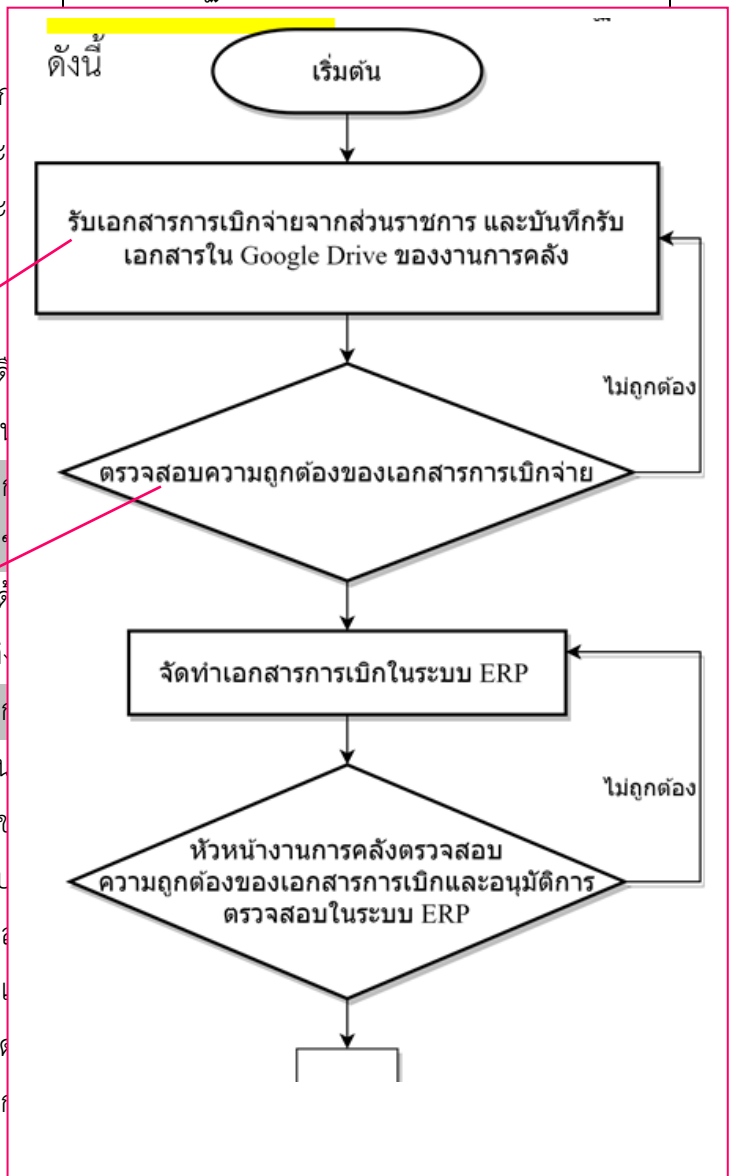 ดังนี้
เริ่มต้น
รับเอกสารการเบิกจ่ายจากส่วนราชการ และบันทึกรับ
เอกสารใน Google Drive ของงานการคลัง
ไม่ถูกต้อง
ตรวจสอบความถูกต้องของเอกสารการเบิกจ่าย
จัดทำเอกสารการเบิกในระบบ ERP
ไม่ถูกต้อง
หัวหน้างานการคลังตรวจสอบ
ความถูกต้องของเอกสารการเบิกและอนุมัติการ
ตรวจสอบในระบบ ERP